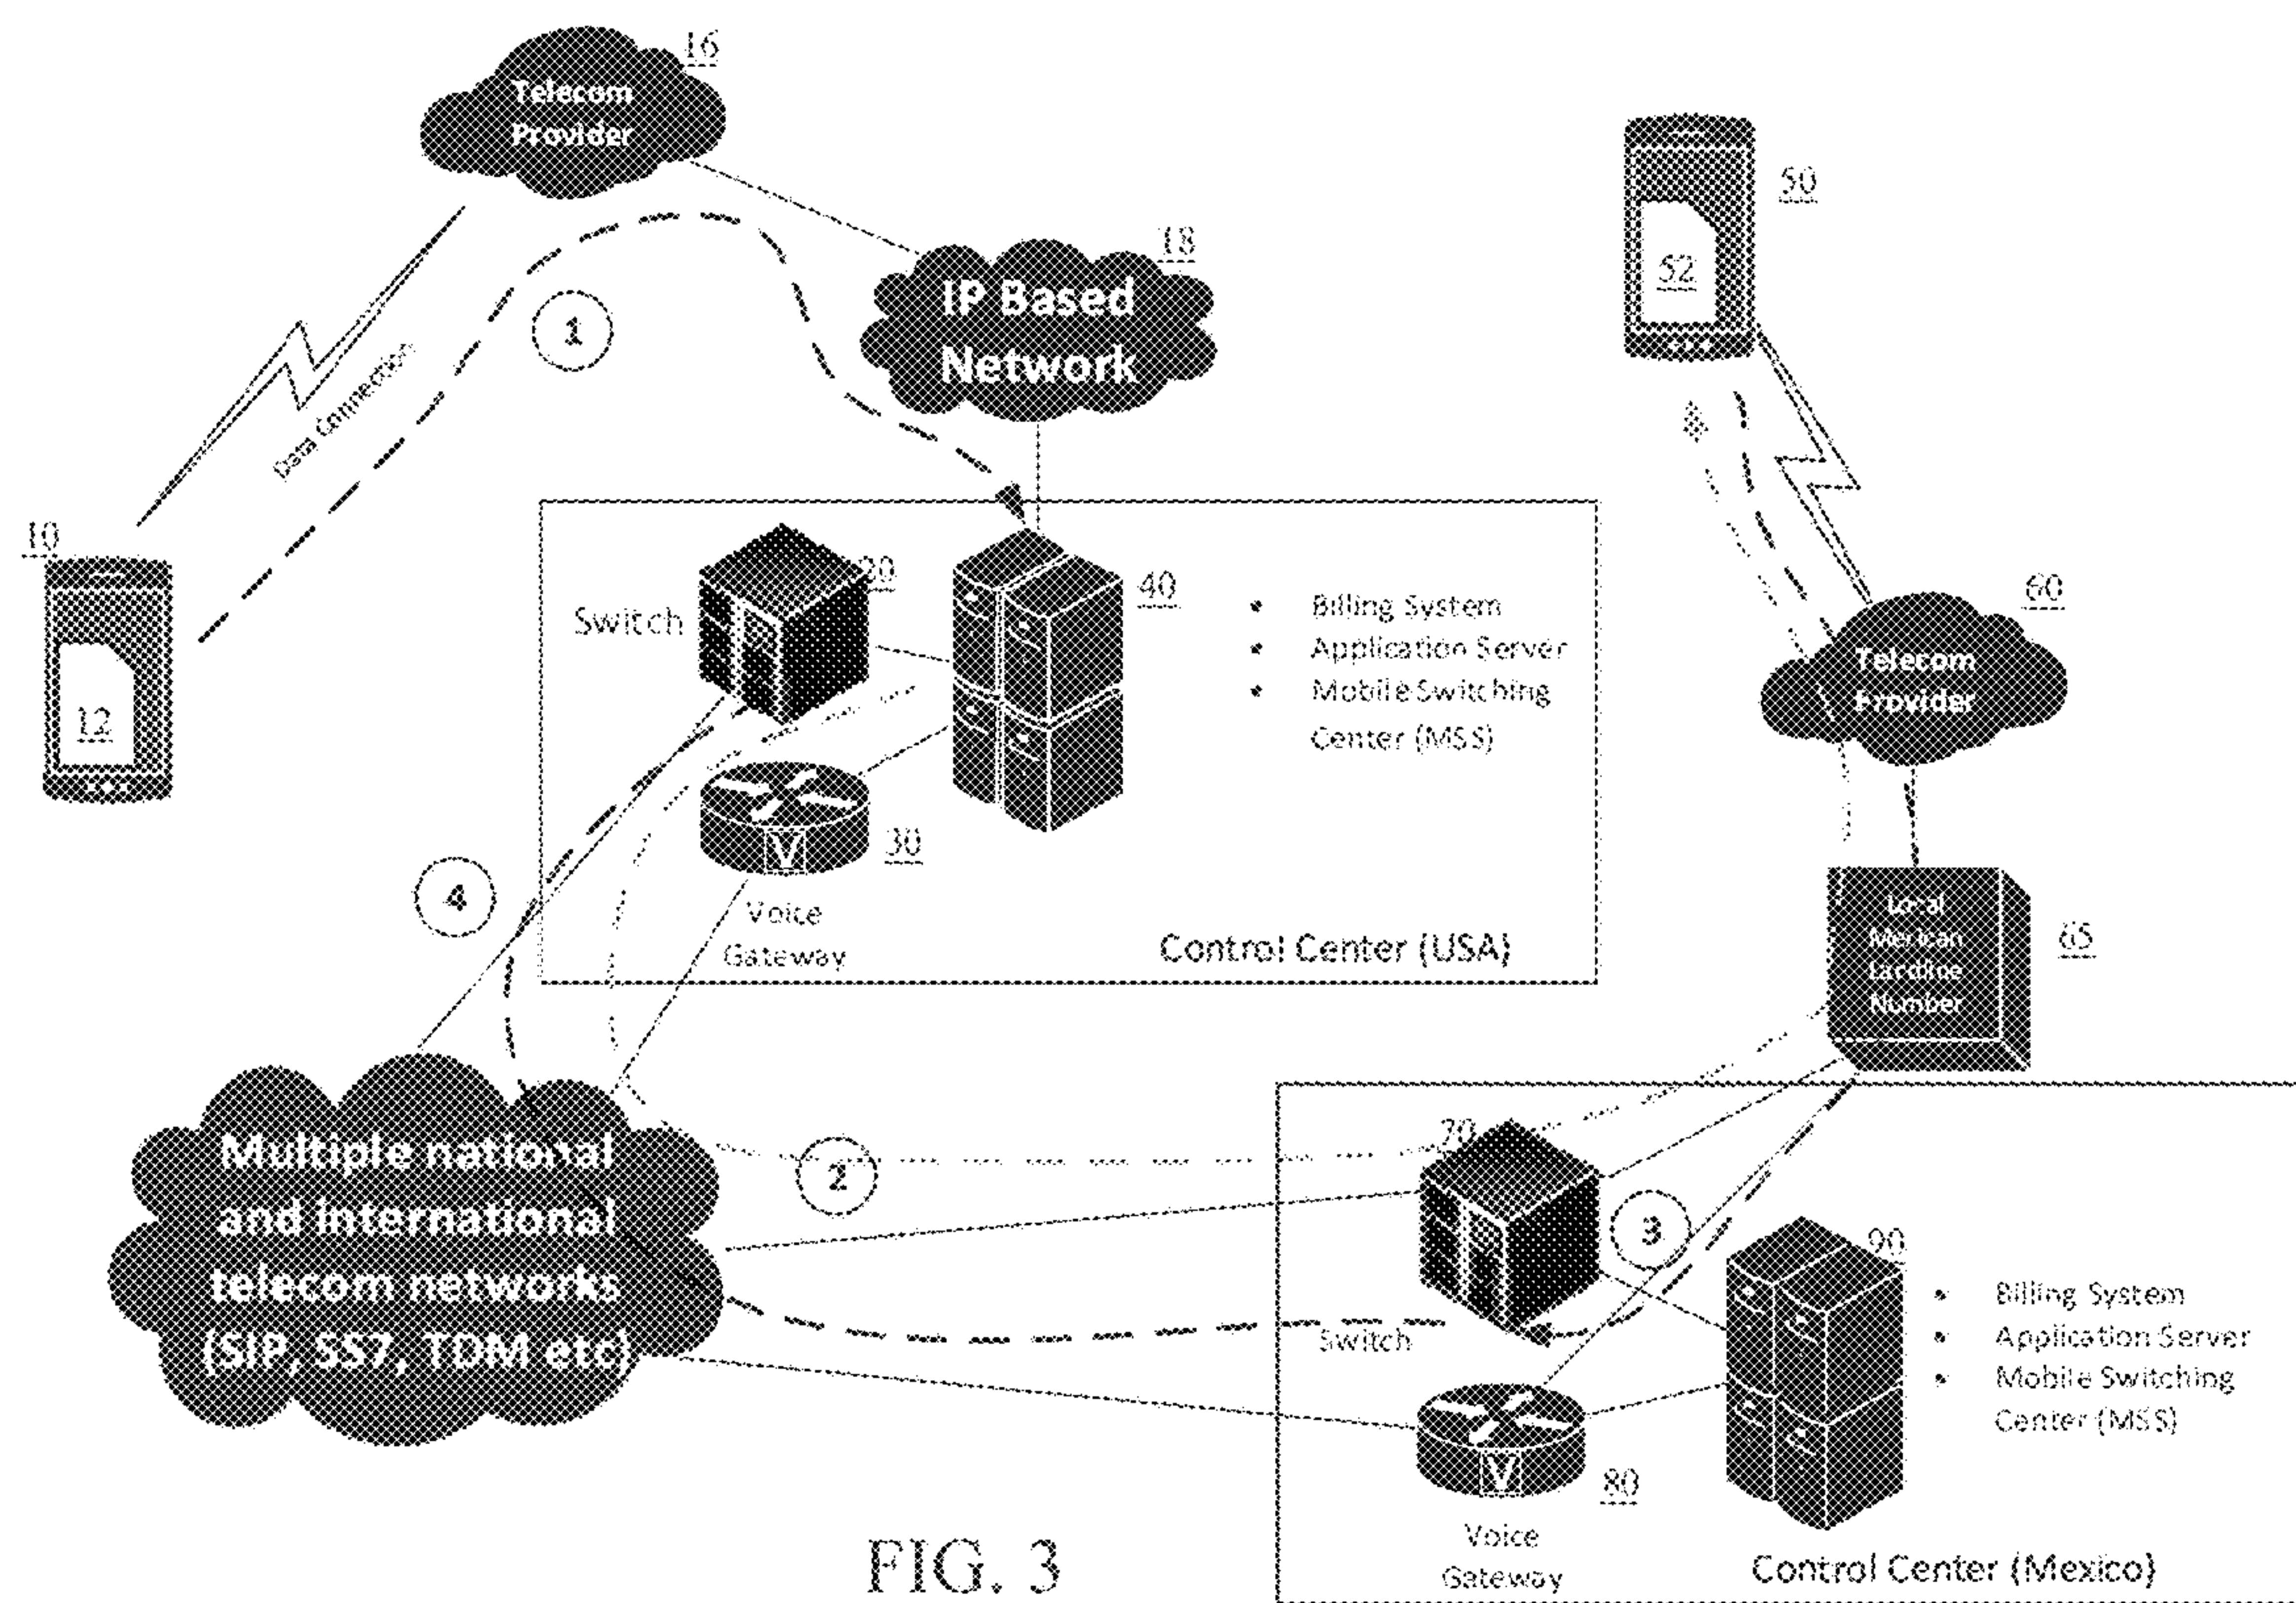 16
Telecom
Provider
18
IP Based
Network
50
52
1
Data Connection
10
12
20
Switch
40
• Billing System
• Application Server
• Mobile Switching
Center (MSS)
60
Telecom
Provider
30
Voice
Gateway
4
Control Center (USA)
Local
Merican
Landline
Number
65
Multiple national
and international
telecom networks
(SIP, SS7, TDM etc)
2
70
3
Switch
90
• Billing System
• Application Server
• Mobile Switching
Center (MSS)
V
V
80
Voice
Gateway
Control Center (Mexico)
FIG. 3